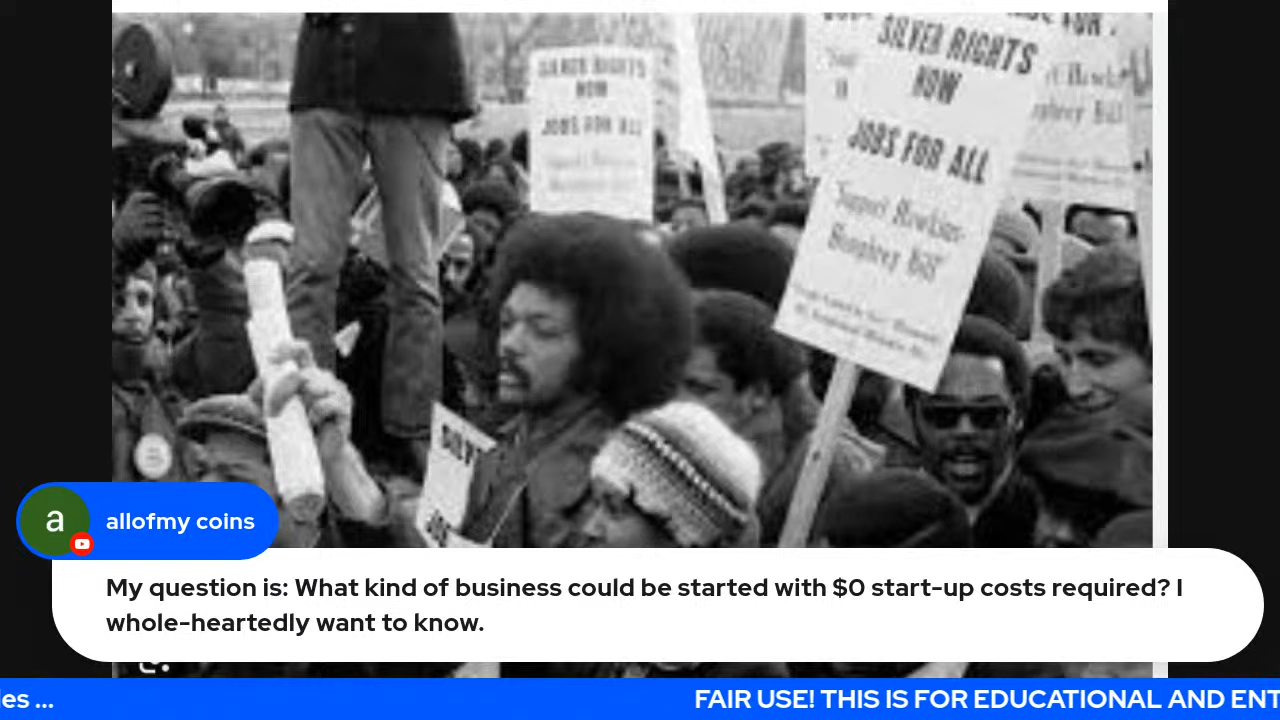 SILVER RIGHTS
NOW
JOBS FOR ALL
SILVER RIGHTS
NOW
JOBS FOR ALL
Support Hawkins-
Humphrey Bill
a
allofmy coins
My question is: What kind of business could be started with $0 start-up costs required? I
whole-heartedly want to know.
es ...
FAIR USE! THIS IS FOR EDUCATIONAL AND ENT